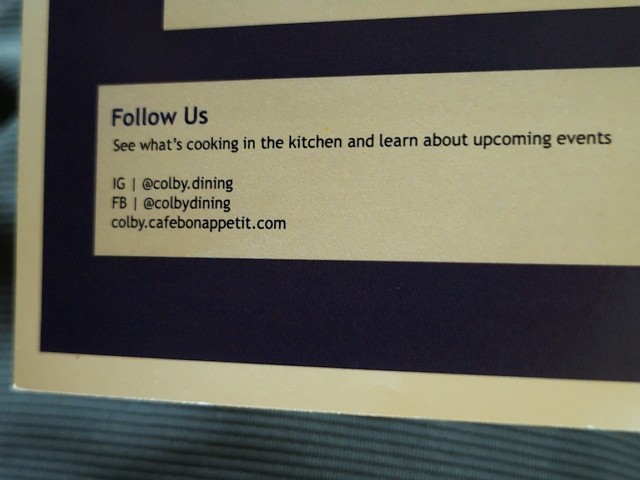 Follow Us
See what's cooking in the kitchen and learn about upcoming events
IG | @colby.dining
FB | @colbydining
colby.cafebonappetit.com